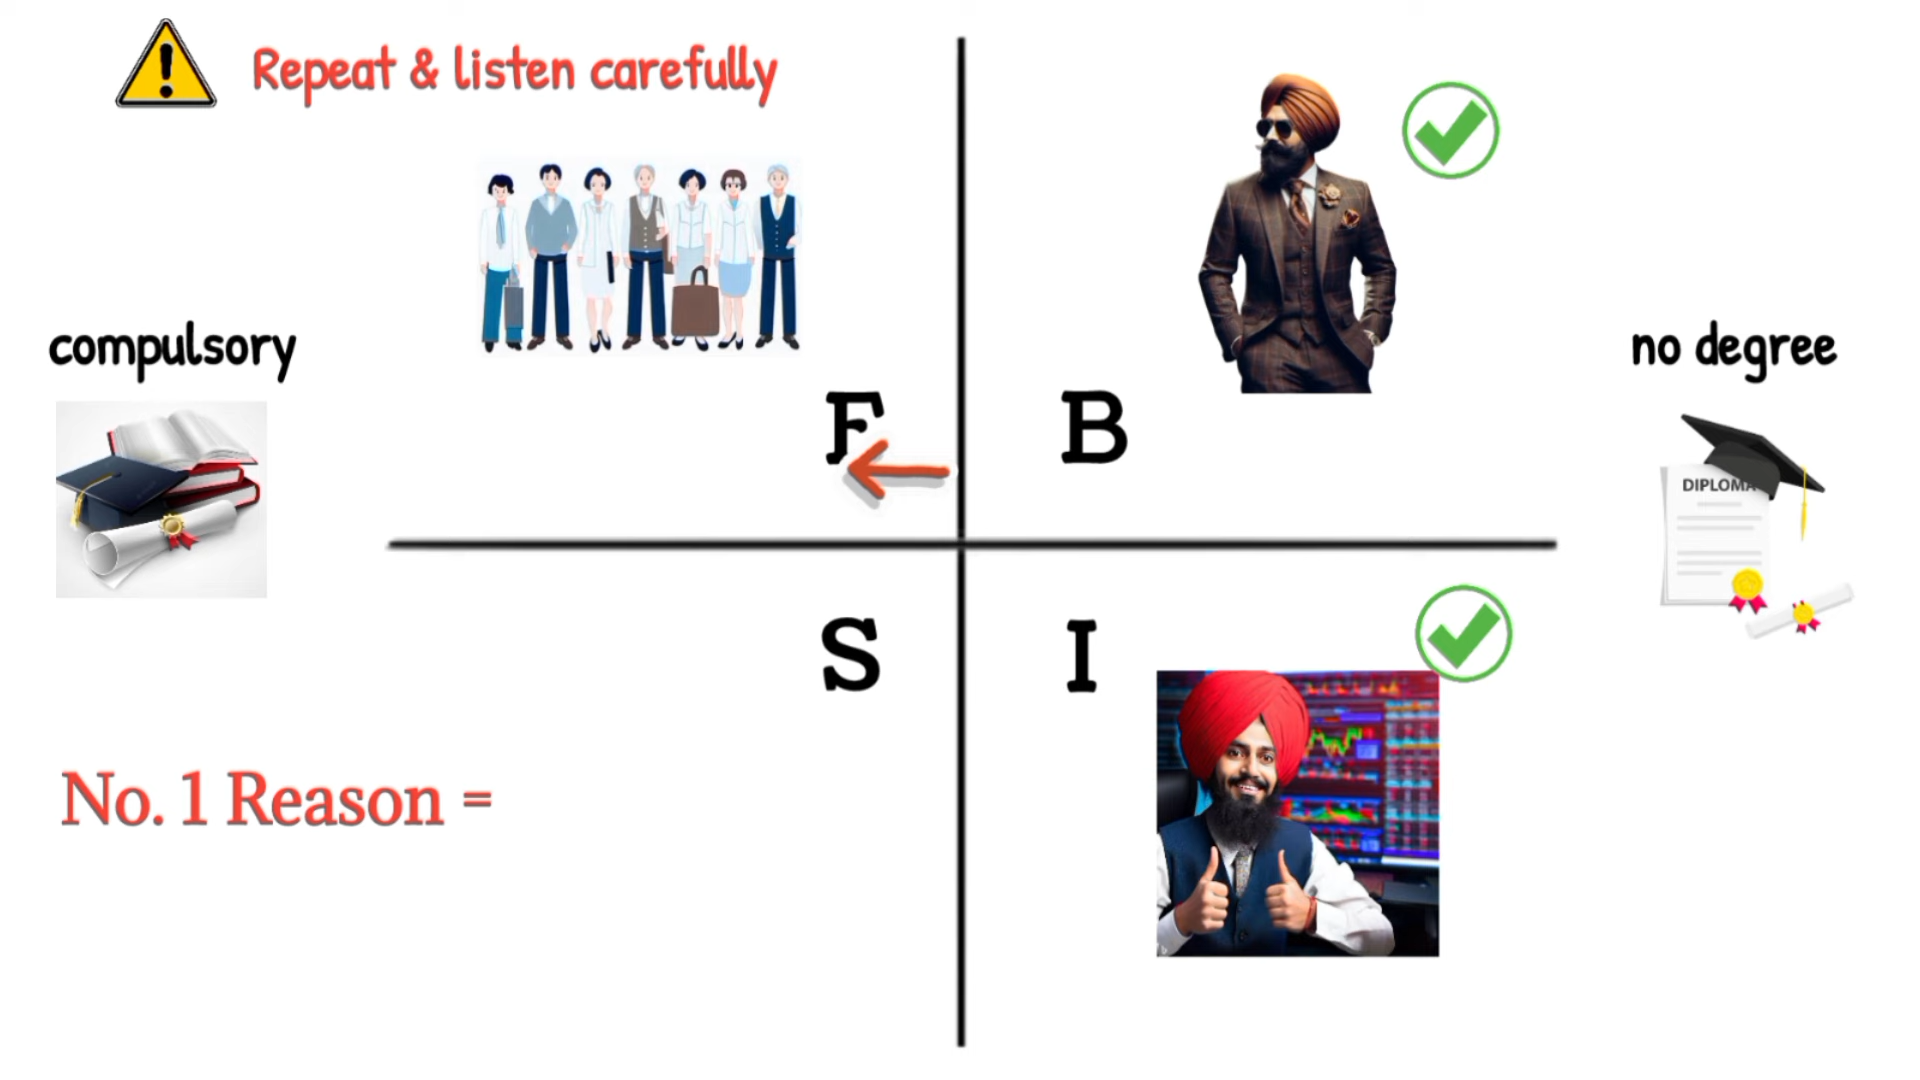 Repeat & listen carefully
compulsory
no degree
E
B
DIPLOMA
S
I
No. 1 Reason =